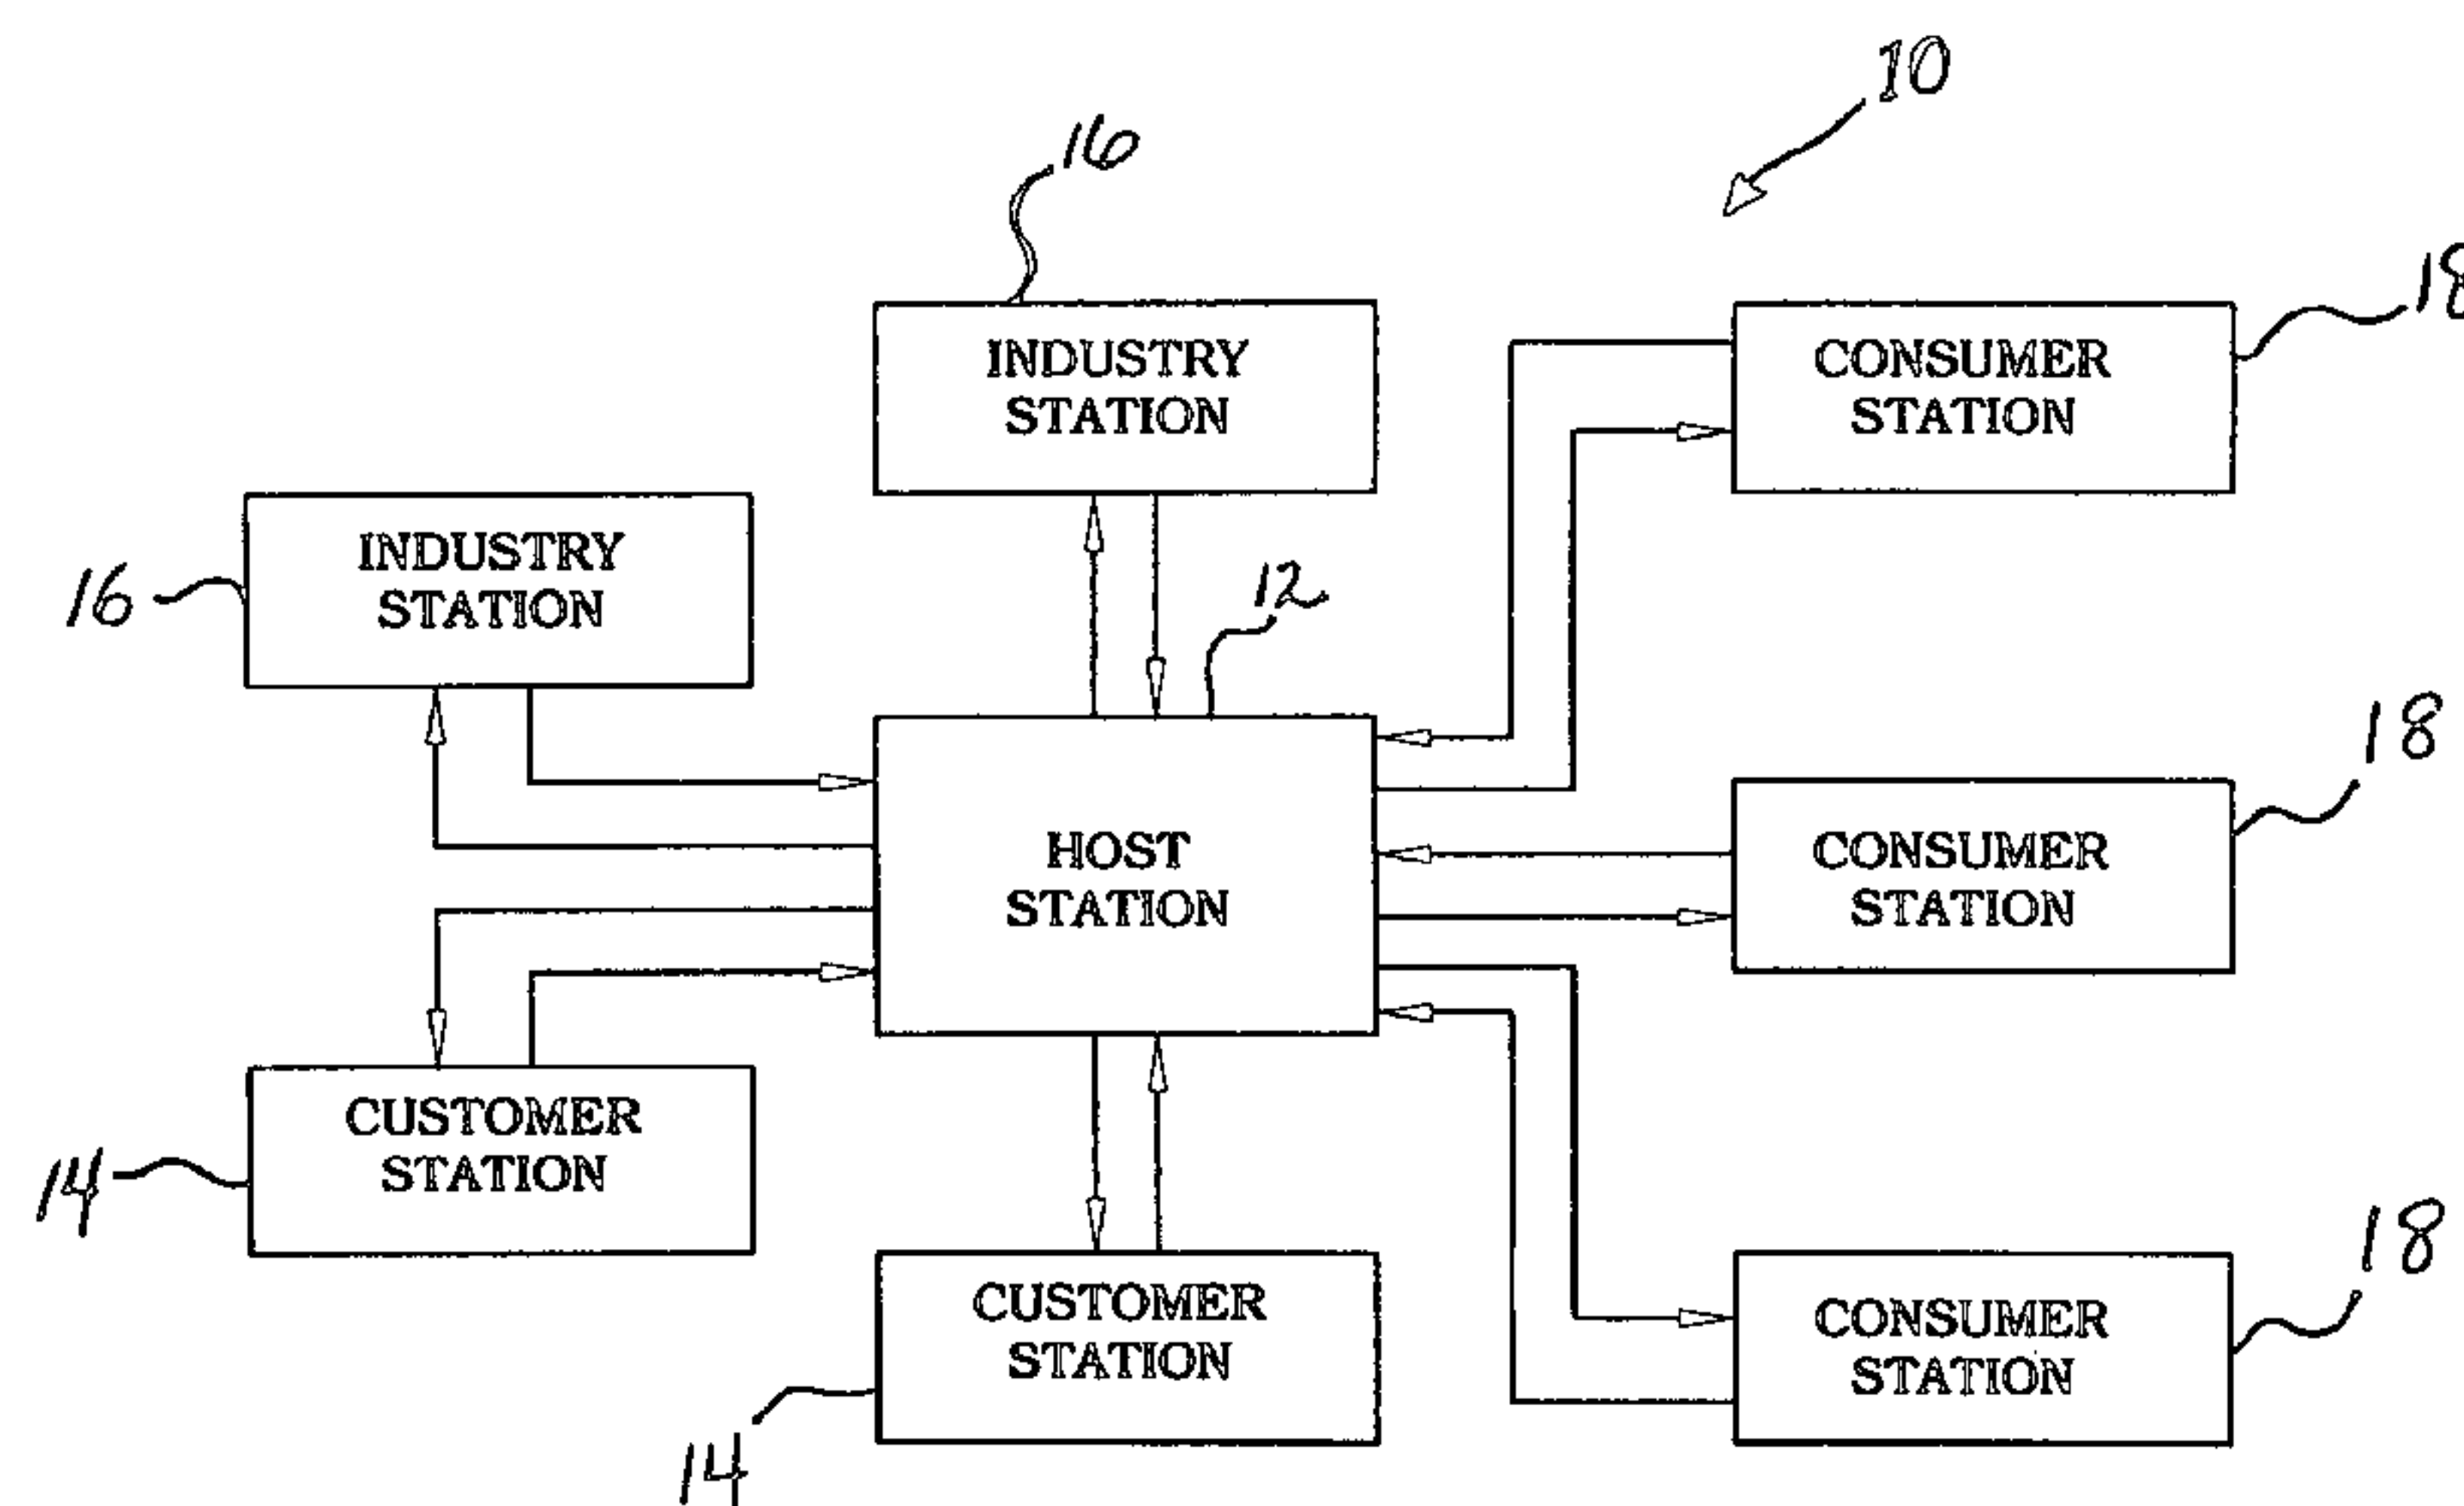 10
16
INDUSTRY
STATION
CONSUMER
STATION
18
16
INDUSTRY
STATION
12
HOST
STATION
CONSUMER
STATION
18
14
CUSTOMER
STATION
CUSTOMER
STATION
14
CONSUMER
STATION
18